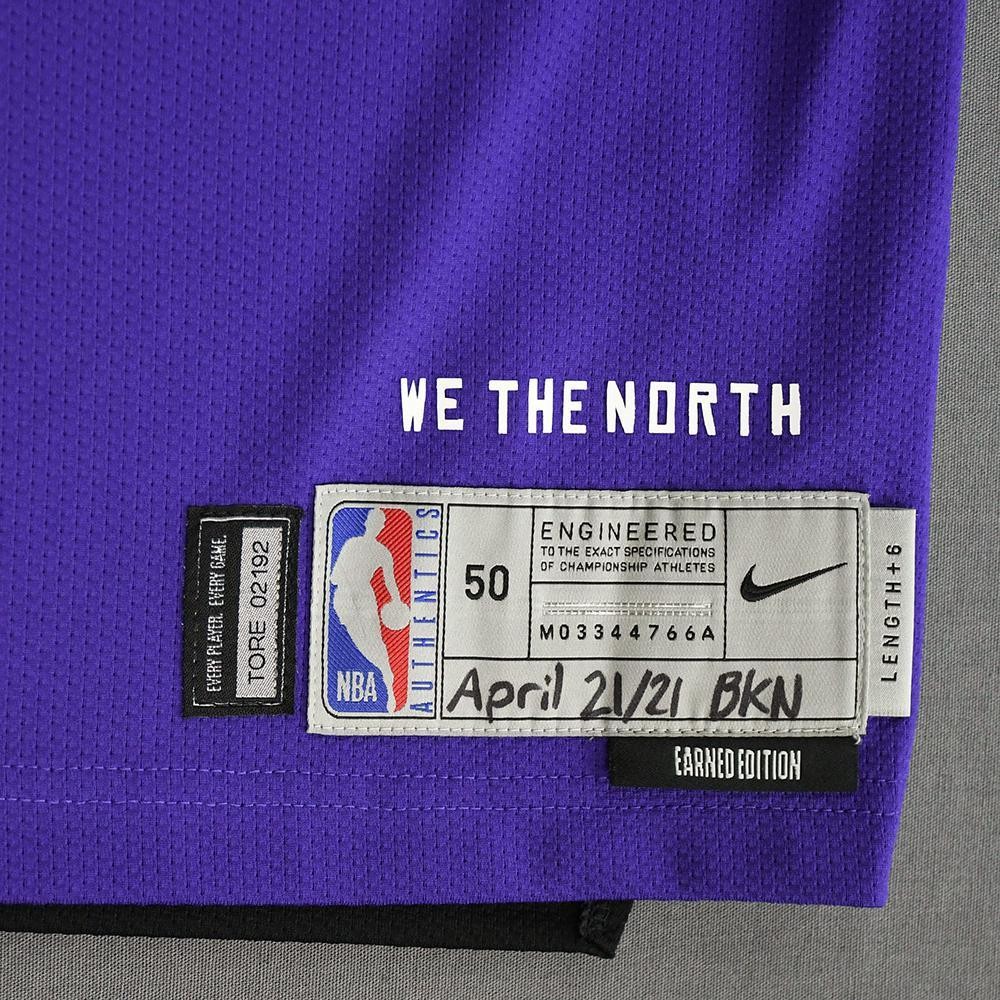 WE THE NORTH
EVERY PLAYER. EVERY GAME.
TORE 02192
NBA
AUTHENTICS
50
ENGINEERED
TO THE EXACT SPECIFICATIONS
OF CHAMPIONSHIP ATHLETES
M03344766A
April 21/21 BKN
LENGTH+6
EARNED EDITION